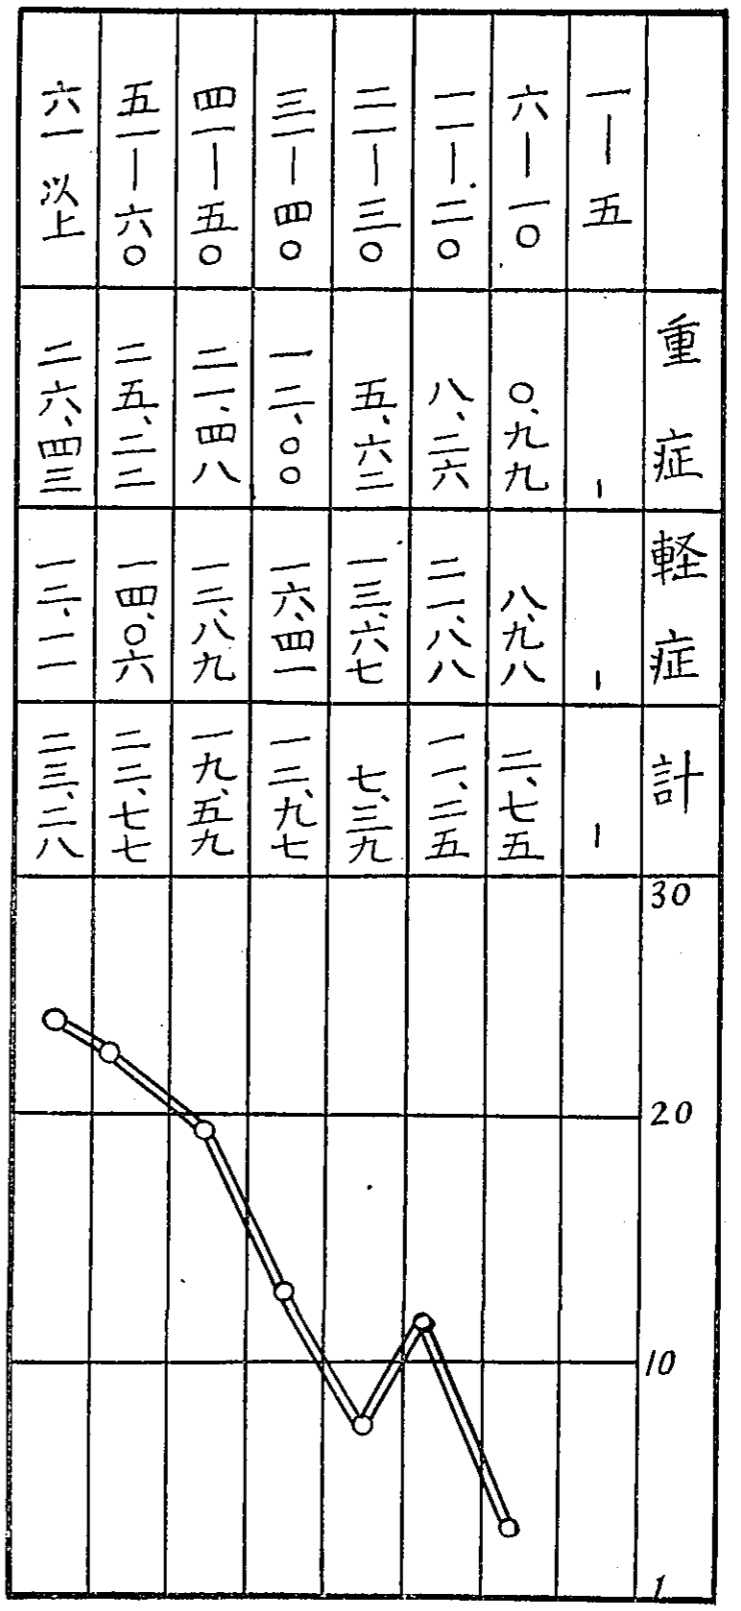 重症
軽症
計
30
20
10
1
一―五
-
-
-
六―一〇
〇、九九
八、九八
二、七五
一一―二〇
八、二六
二一、八八
一一、二五
二一―三〇
五、六二
一三、六七
七、三九
三一―四〇
一二、〇〇
一六、四一
一二、九七
四一―五〇
二一、四八
一二、八九
一九、五九
五一―六〇
二五、二二
一四、〇六
二二、七七
六一以上
二六、四三
一二、一一
二三、二八